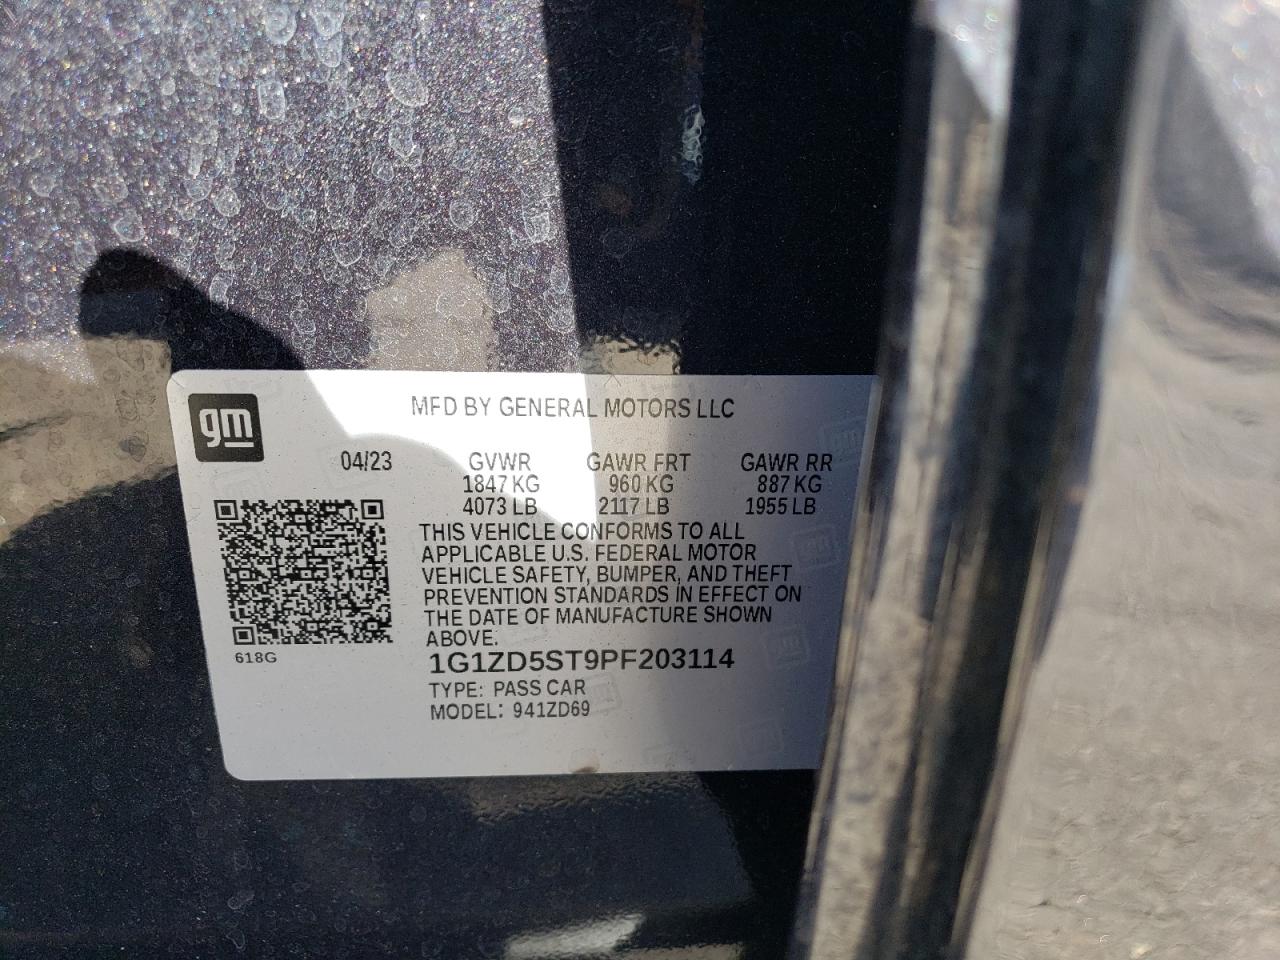 gm
MFD BY GENERAL MOTORS LLC
04/23 GVWR GAWR FRT GAWR RR
1847 KG 960 KG 887 KG
4073 LB 2117 LB 1955 LB
THIS VEHICLE CONFORMS TO ALL
APPLICABLE U.S. FEDERAL MOTOR
VEHICLE SAFETY, BUMPER, AND THEFT
PREVENTION STANDARDS IN EFFECT ON
THE DATE OF MANUFACTURE SHOWN
ABOVE.
618G
1G1ZD5ST9PF203114
TYPE: PASS CAR
MODEL: 941ZD69